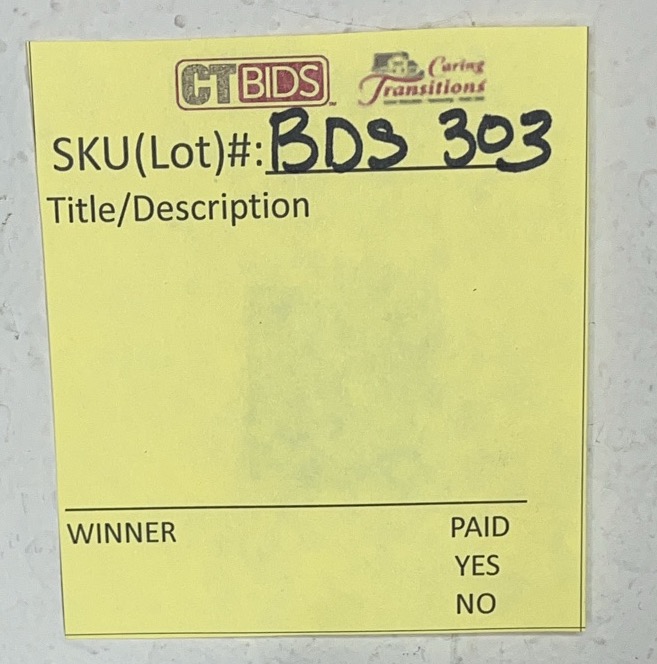 CTBIDS Caring Transitions
SKU(Lot)#: BDS 303
Title/Description
WINNER PAID
YES
NO